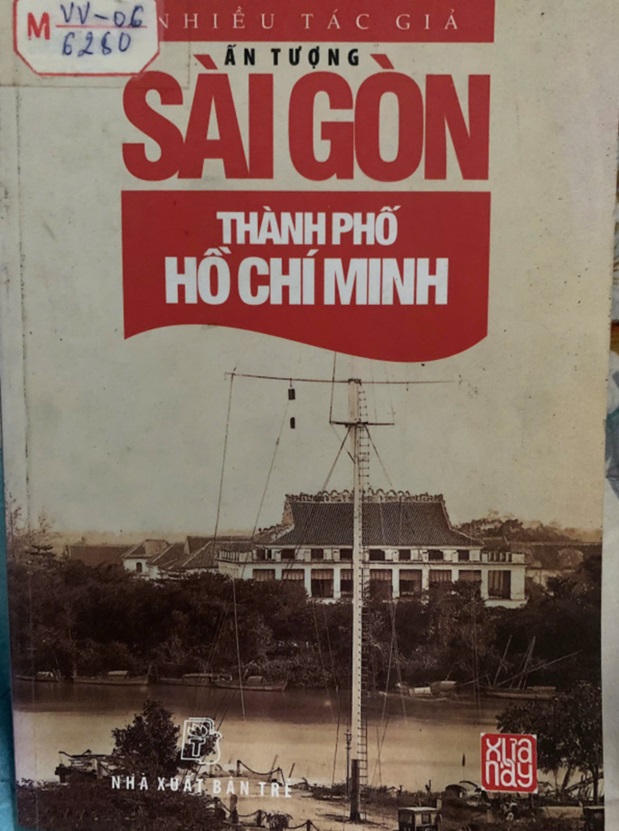 M VV-06
6280
NHIỀU TÁC GIẢ
ẤN TƯỢNG
SÀI GÒN
THÀNH PHỐ
HỒ CHÍ MINH
NHÀ XUẤT BẢN TRẺ
XƯA
NAY